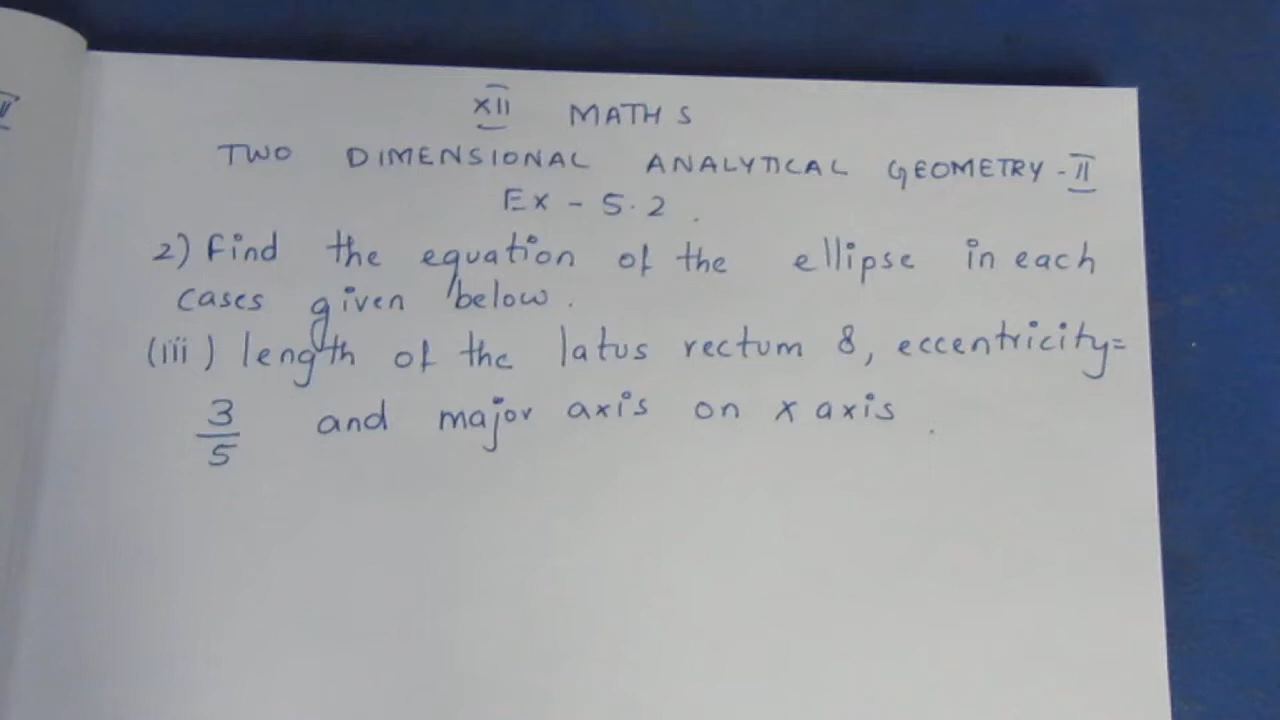 XII MATHS
TWO DIMENSIONAL ANALYTICAL GEOMETRY - II
EX - 5.2.
2) Find the equation of the ellipse in each
cases given below.
(iii) length of the latus rectum 8, eccentricity=
3/5 and major axis on x axis.